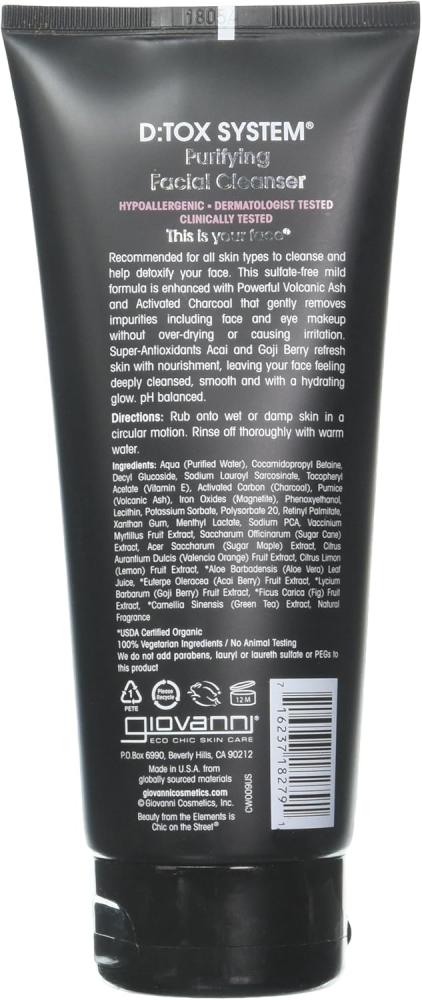 D:TOX SYSTEM®
Purifying
Facial Cleanser
HYPOALLERGENIC • DERMATOLOGIST TESTED
CLINICALLY TESTED
This is your face®
Recommended for all skin types to cleanse and
help detoxify your face. This sulfate-free mild
formula is enhanced with Powerful Volcanic Ash
and Activated Charcoal that gently removes
impurities including face and eye makeup
without over-drying or causing irritation.
Super-Antioxidants Acai and Goji Berry refresh
skin with nourishment, leaving your face feeling
deeply cleansed, smooth and with a hydrating
glow. pH balanced.
Directions: Rub onto wet or damp skin in a
circular motion. Rinse off thoroughly with warm
water.
Ingredients: Aqua (Purified Water), Cocamidopropyl Betaine,
Decyl Glucoside, Sodium Lauroyl Sarcosinate, Tocopheryl
Acetate (Vitamin E), Activated Carbon (Charcoal), Pumice
(Volcanic Ash), Iron Oxides (Magnetite), Phenoxyethanol,
Lecithin, Potassium Sorbate, Polysorbate 20, Retinyl Palmitate,
Xanthan Gum, Menthyl Lactate, Sodium PCA, Vaccinium
Myrtillus Fruit Extract, Saccharum Officinarum (Sugar Cane)
Extract, Acer Saccharum (Sugar Maple) Extract, Citrus
Aurantium Dulcis (Valencia Orange) Fruit Extract, Citrus Limon
(Lemon) Fruit Extract, *Aloe Barbadensis (Aloe Vera) Leaf
Juice, *Euterpe Oleracea (Acai Berry) Fruit Extract, *Lycium
Barbarum (Goji Berry) Fruit Extract, *Ficus Carica (Fig) Fruit
Extract, *Camellia Sinensis (Green Tea) Extract, Natural
Fragrance
*USDA Certified Organic
100% Vegetarian Ingredients / No Animal Testing
We do not add parabens, lauryl or laureth sulfate or PEGs to
this product
1
PETE
Please
Recycle
12 M
giovanni®
ECO CHIC SKIN CARE
P.O.Box 6990, Beverly Hills, CA 90212
Made in U.S.A. from
globally sourced materials
giovannicosmetics.com
©Giovanni Cosmetics, Inc.
Beauty from the Elements is
Chic on the Street®
CW009US
7 16237 18279 1